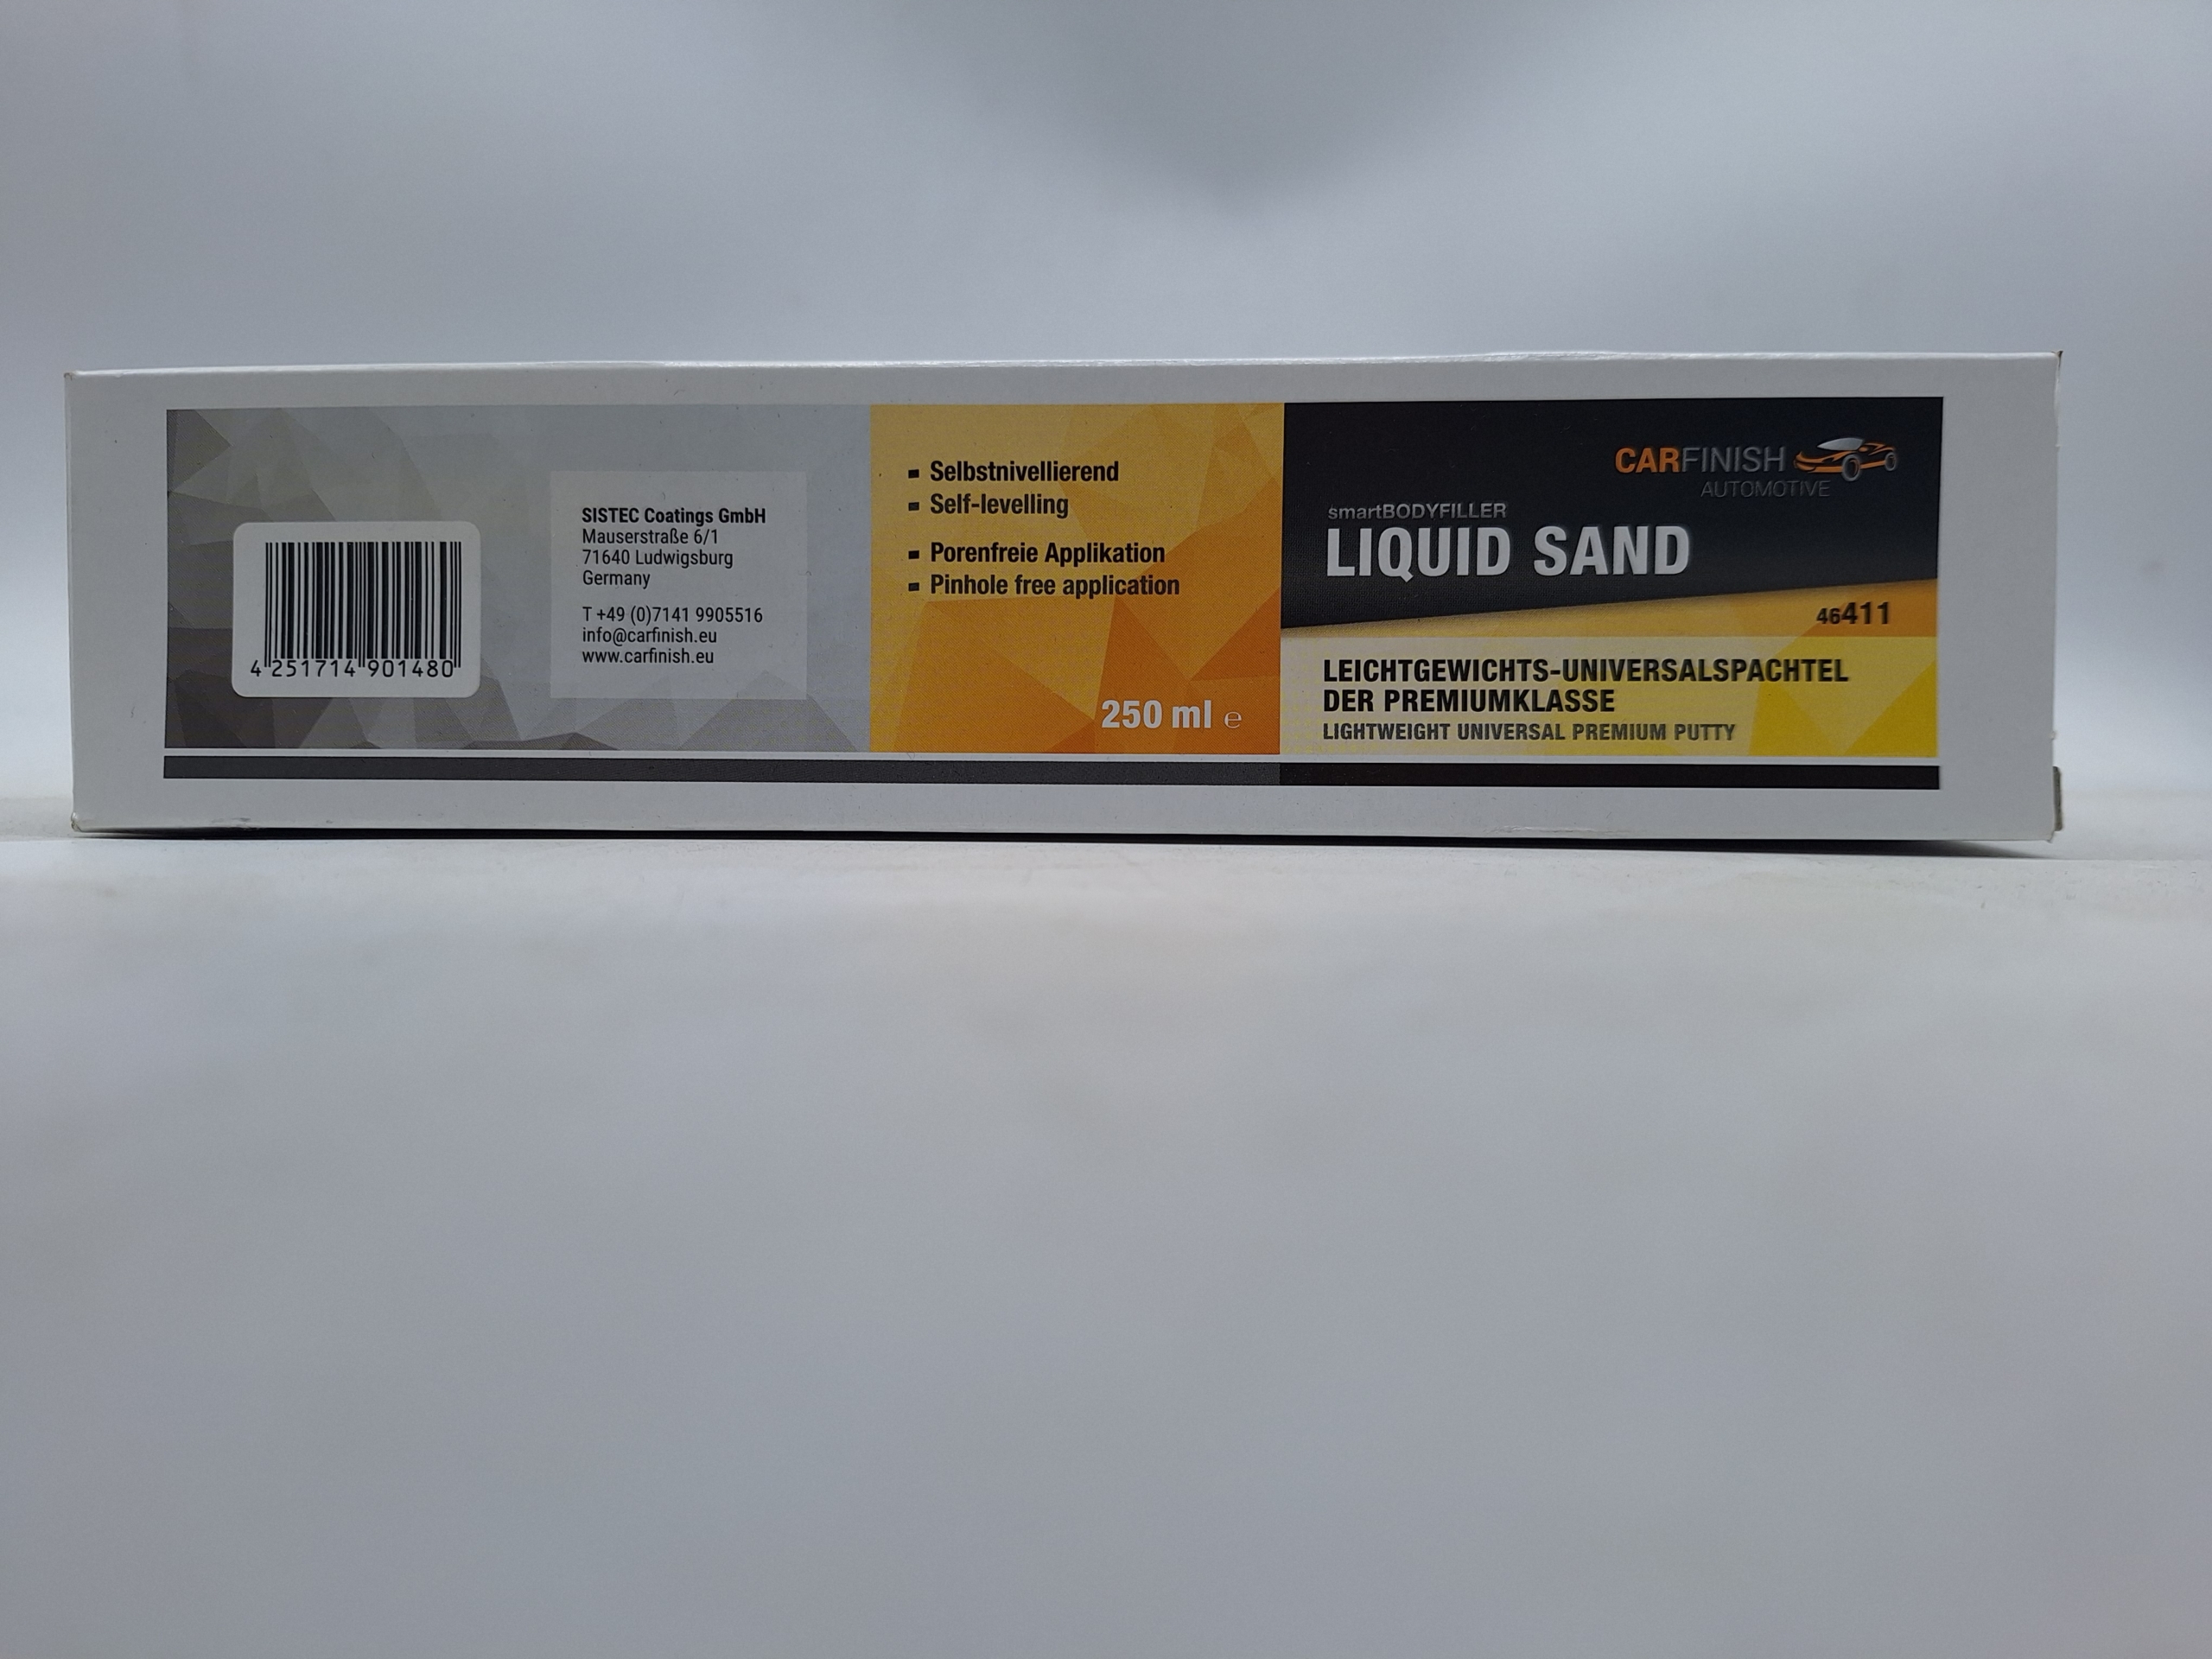 4 251714 901480
SISTEC Coatings GmbH
Mauserstraße 6/1
71640 Ludwigsburg
Germany
T +49 (0)7141 9905516
info@carfinish.eu
www.carfinish.eu
Selbstnivellierend
Self-levelling
Porenfreie Applikation
Pinhole free application
250 ml ℮
CARFINISH
AUTOMOTIVE
smartBODYFILLER
LIQUID SAND
46411
LEICHTGEWICHTS-UNIVERSALSPACHTEL
DER PREMIUMKLASSE
LIGHTWEIGHT UNIVERSAL PREMIUM PUTTY